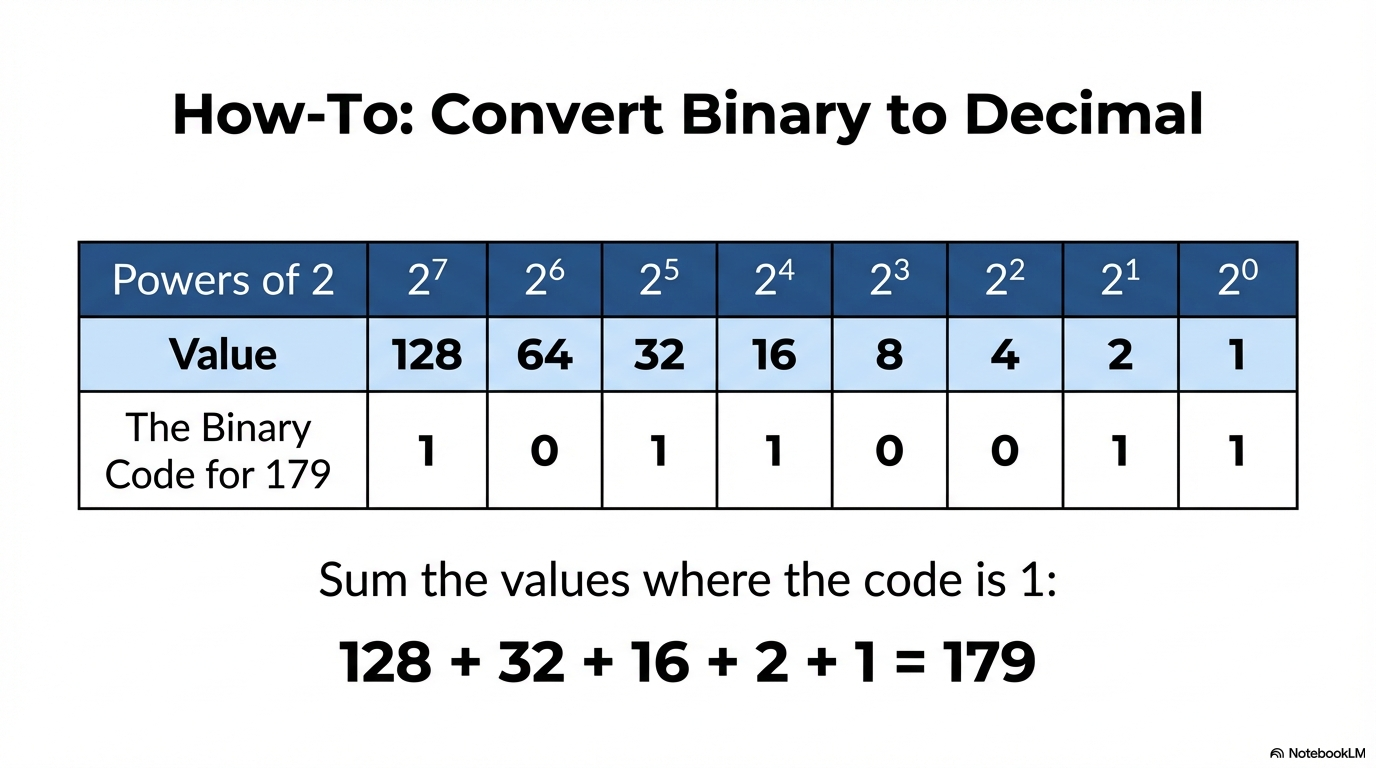 How-To: Convert Binary to Decimal
Powers of 2 2⁷ 2⁶ 2⁵ 2⁴ 2³ 2² 2¹ 2⁰
Value 128 64 32 16 8 4 2 1
The Binary
Code for 179 1 0 1 1 0 0 1 1
Sum the values where the code is 1:
128 + 32 + 16 + 2 + 1 = 179
NotebookLM